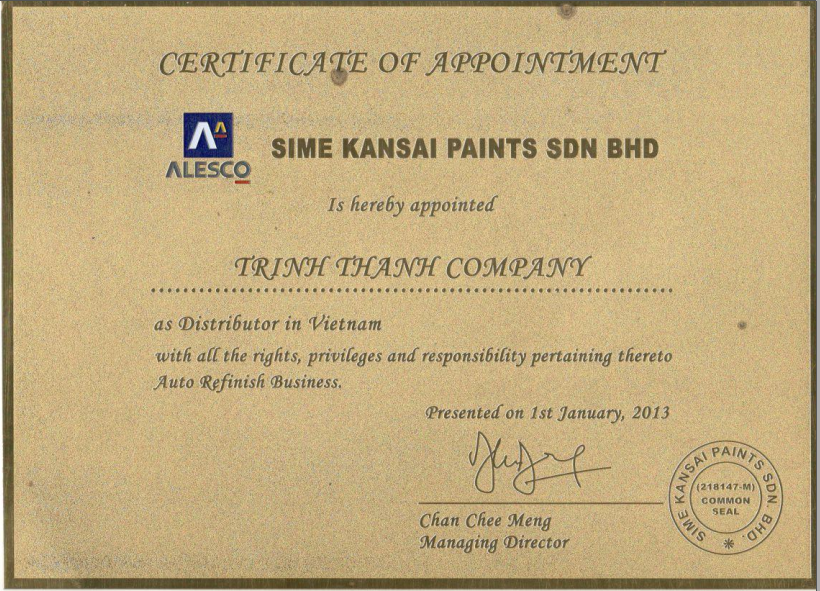 CERTIFICATE OF APPOINTMENT
ALESCO
SIME KANSAI PAINTS SDN BHD
Is hereby appointed
TRINH THANH COMPANY
as Distributor in Vietnam
with all the rights, privileges and responsibility pertaining thereto
Auto Refinish Business.
Presented on 1st January, 2013
Chan Chee Meng
Managing Director
SIME KANSAI PAINTS SDN. BHD.
(218147-M)
COMMON
SEAL